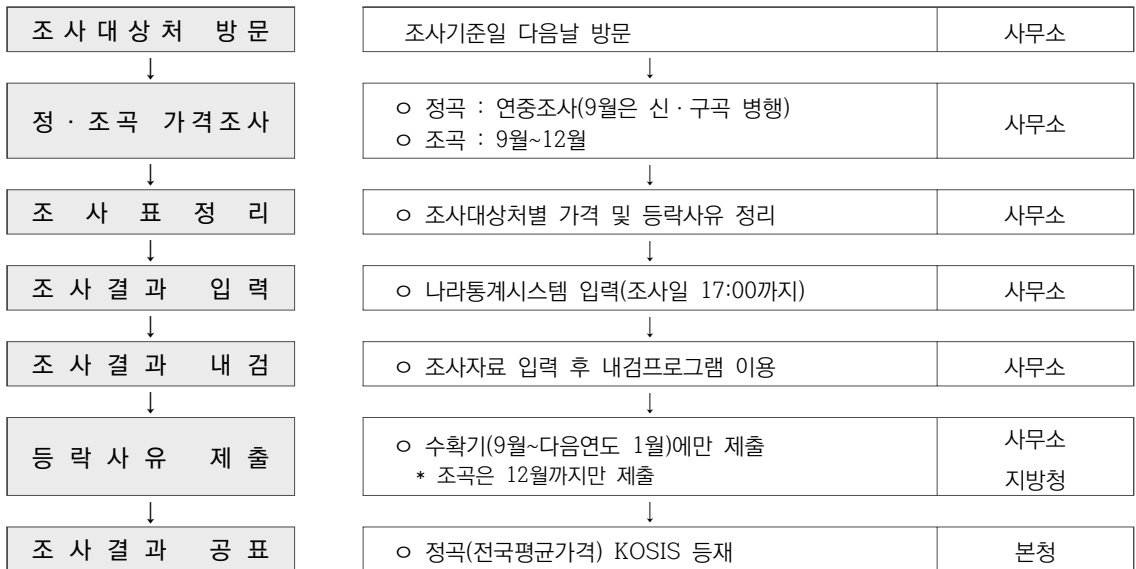 조사대상처 방문
조사기준일 다음날 방문
사무소
↓ ↓
정·조곡 가격조사
ㅇ 정곡 : 연중조사(9월은 신·구곡 병행)
ㅇ 조곡 : 9월~12월
사무소
↓ ↓
조 사 표 정 리
ㅇ 조사대상처별 가격 및 등락사유 정리
사무소
↓ ↓
조사결과 입력
ㅇ 나라통계시스템 입력(조사일 17:00까지)
사무소
↓ ↓
조사결과 내검
ㅇ 조사자료 입력 후 내검프로그램 이용
사무소
↓ ↓
등락사유 제출
ㅇ 수확기(9월~다음연도 1월)에만 제출
* 조곡은 12월까지만 제출
사무소
지방청
↓ ↓
조사결과 공표
ㅇ 정곡(전국평균가격) KOSIS 등재
본청